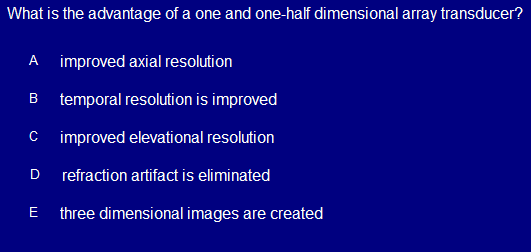 What is the advantage of a one and one-half dimensional array transducer?
A improved axial resolution
B temporal resolution is improved
C improved elevational resolution
D refraction artifact is eliminated
E three dimensional images are created